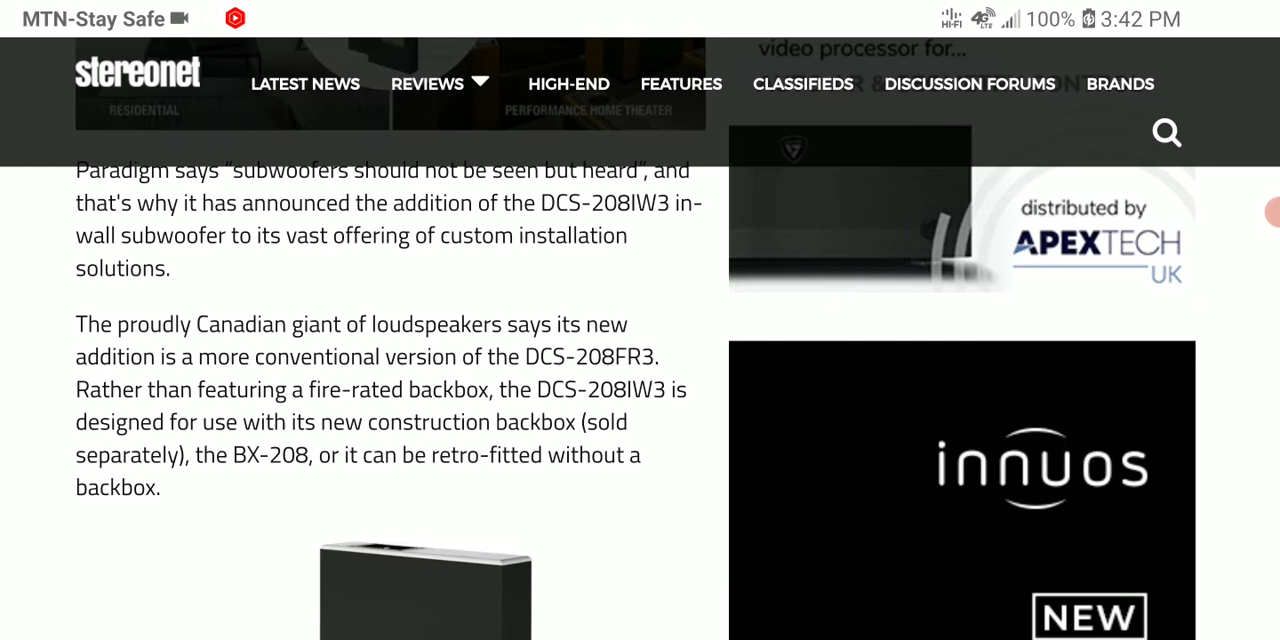 MTN-Stay Safe
HI-FI 4G LTE 100% 3:42 PM
stereonet
LATEST NEWS REVIEWS HIGH-END FEATURES CLASSIFIEDS DISCUSSION FORUMS BRANDS
RESIDENTIAL
PERFORMANCE HOME THEATER
Paradigm says “subwoofers should not be seen but heard”, and
that's why it has announced the addition of the DCS-208IW3 in-
wall subwoofer to its vast offering of custom installation
solutions.
The proudly Canadian giant of loudspeakers says its new
addition is a more conventional version of the DCS-208FR3.
Rather than featuring a fire-rated backbox, the DCS-208IW3 is
designed for use with its new construction backbox (sold
separately), the BX-208, or it can be retro-fitted without a
backbox.
video processor for...
distributed by
APEXTECH
UK
innuos
NEW